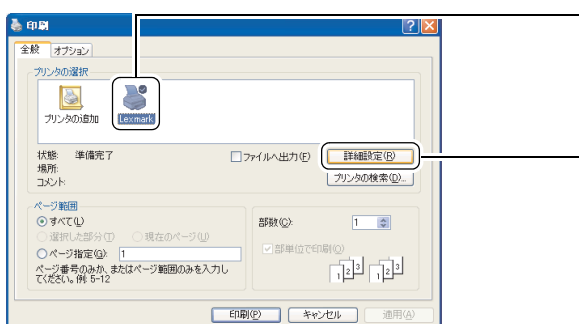 印刷
全般 オプション
プリンタの選択
プリンタの追加 Lexmark
状態: 準備完了
場所:
コメント:
ファイルへ出力(F)
詳細設定(R)
プリンタの検索(D)...
ページ範囲
すべて(L)
選択した部分(T) 現在のページ(U)
ページ指定(G): 1
ページ番号のみか、またはページ範囲のみを入力し
てください。例: 5-12
部数(C): 1
部単位で印刷(O)
1 2 3 1 2 3
印刷(P) キャンセル 適用(A)